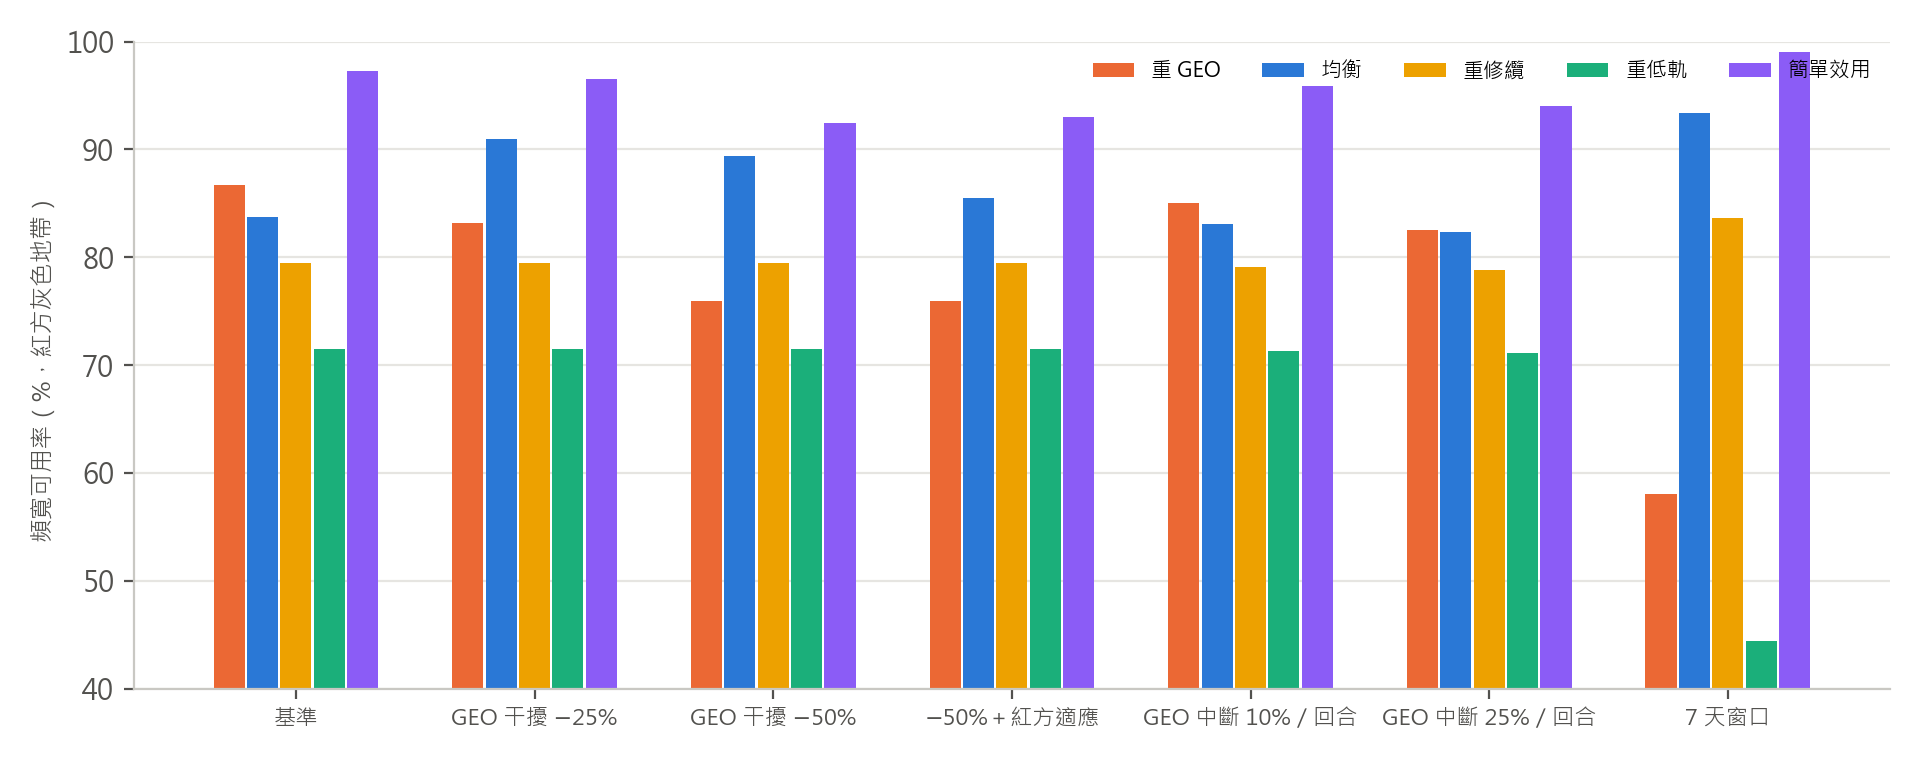 重 GEO
均衡
重修纜
重低軌
簡單效用
頻寬可用率（%．紅方灰色地帶）
100
90
80
70
60
50
40
基準
GEO 干擾 −25%
GEO 干擾 −50%
−50%＋紅方適應
GEO 中斷 10% / 回合
GEO 中斷 25% / 回合
7 天窗口